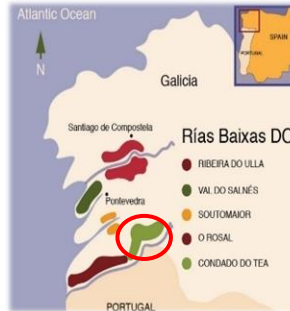 Atlantic Ocean
SPAIN
PORTUGAL
N
Galicia
Santiago de Compostela
Rías Baixas DO
RIBEIRA DO ULLA
VAL DO SALNÉS
Pontevedra
SOUTOMAIOR
O ROSAL
CONDADO DO TEA
PORTUGAL